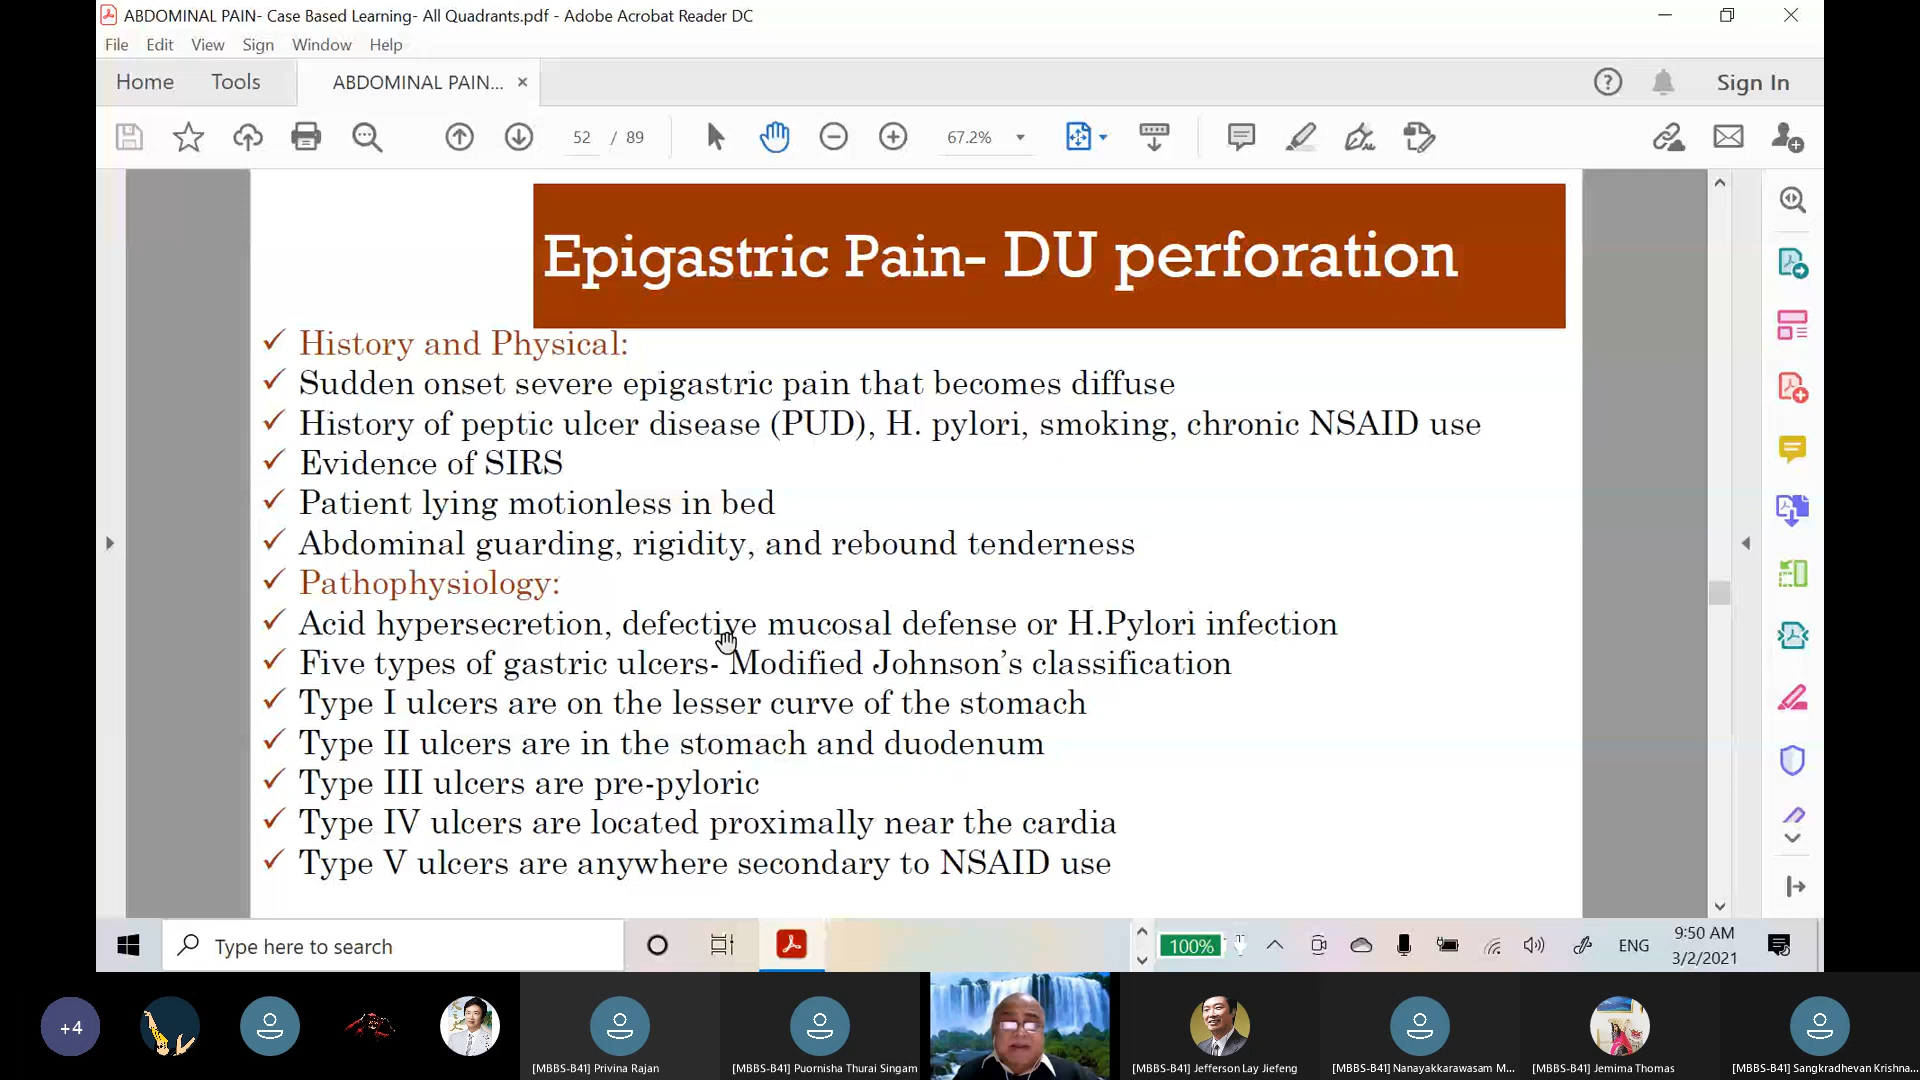 ABDOMINAL PAIN- Case Based Learning- All Quadrants.pdf - Adobe Acrobat Reader DC
File Edit View Sign Window Help
Home Tools ABDOMINAL PAIN... × Sign In
52 / 89 67.2%
Epigastric Pain- DU perforation
✓ History and Physical:
✓ Sudden onset severe epigastric pain that becomes diffuse
✓ History of peptic ulcer disease (PUD), H. pylori, smoking, chronic NSAID use
✓ Evidence of SIRS
✓ Patient lying motionless in bed
✓ Abdominal guarding, rigidity, and rebound tenderness
✓ Pathophysiology:
✓ Acid hypersecretion, defective mucosal defense or H.Pylori infection
✓ Five types of gastric ulcers- Modified Johnson's classification
✓ Type I ulcers are on the lesser curve of the stomach
✓ Type II ulcers are in the stomach and duodenum
✓ Type III ulcers are pre-pyloric
✓ Type IV ulcers are located proximally near the cardia
✓ Type V ulcers are anywhere secondary to NSAID use
Type here to search 100% ENG 9:50 AM
3/2/2021
+4
[MBBS-B41] Privina Rajan [MBBS-B41] Puornisha Thurai Singam [MBBS-B41] Jefferson Lay Jiefeng [MBBS-B41] Nanayakkarawasam M... [MBBS-B41] Jemima Thomas [MBBS-B41] Sangkradhevan Krishna...